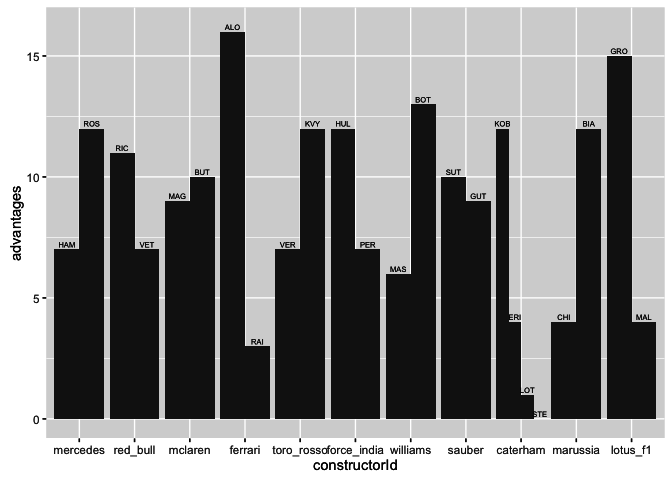 ALO
GRO
15
BOT
ROS
KVY
HUL
KOB
BIA
RIC
BUT
SUT
10
MAG
GUT
HAM
VET
VER
PER
MAS
5
ERI
CHI
MAL
RAI
LOT
STE
0
advantages
mercedes red_bull mclaren ferrari toro_rosso force_india williams sauber caterham marussia lotus_f1
constructorId